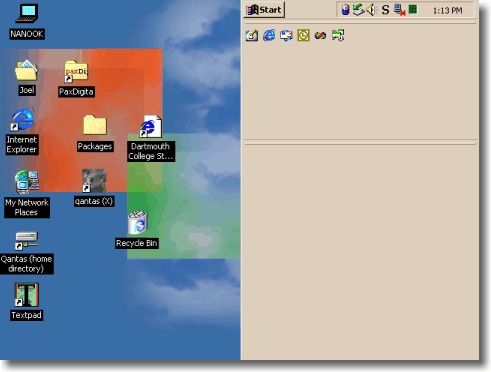 NANOOK
Start
S
1:13 PM
Joel
PaxDigita
Internet
Explorer
Packages
Dartmouth
College St...
My Network
Places
qantas (X)
Qantas (home
directory)
Recycle Bin
Textpad